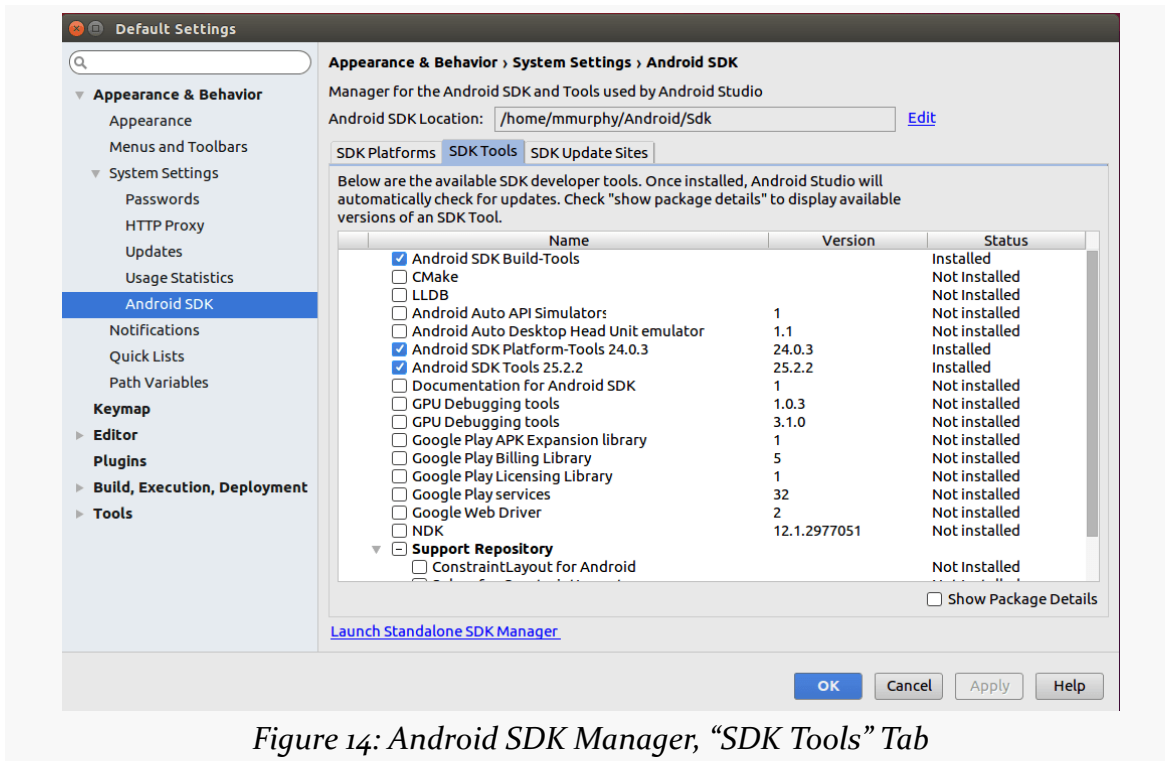 Default Settings
Appearance & Behavior
Appearance
Menus and Toolbars
System Settings
Passwords
HTTP Proxy
Updates
Usage Statistics
Android SDK
Notifications
Quick Lists
Path Variables
Keymap
Editor
Plugins
Build, Execution, Deployment
Tools
Appearance & Behavior › System Settings › Android SDK
Manager for the Android SDK and Tools used by Android Studio
Android SDK Location: /home/mmurphy/Android/Sdk Edit
SDK Platforms SDK Tools SDK Update Sites
Below are the available SDK developer tools. Once installed, Android Studio will
automatically check for updates. Check "show package details" to display available
versions of an SDK Tool.
Name Version Status
Android SDK Build-Tools Installed
CMake Not Installed
LLDB Not Installed
Android Auto API Simulators 1 Not installed
Android Auto Desktop Head Unit emulator 1.1 Not installed
Android SDK Platform-Tools 24.0.3 24.0.3 Installed
Android SDK Tools 25.2.2 25.2.2 Installed
Documentation for Android SDK 1 Not installed
GPU Debugging tools 1.0.3 Not installed
GPU Debugging tools 3.1.0 Not installed
Google Play APK Expansion library 1 Not installed
Google Play Billing Library 5 Not installed
Google Play Licensing Library 1 Not installed
Google Play services 32 Not installed
Google Web Driver 2 Not installed
NDK 12.1.2977051 Not installed
Support Repository
ConstraintLayout for Android Not Installed
Show Package Details
Launch Standalone SDK Manager
OK Cancel Apply Help
Figure 14: Android SDK Manager, “SDK Tools” Tab